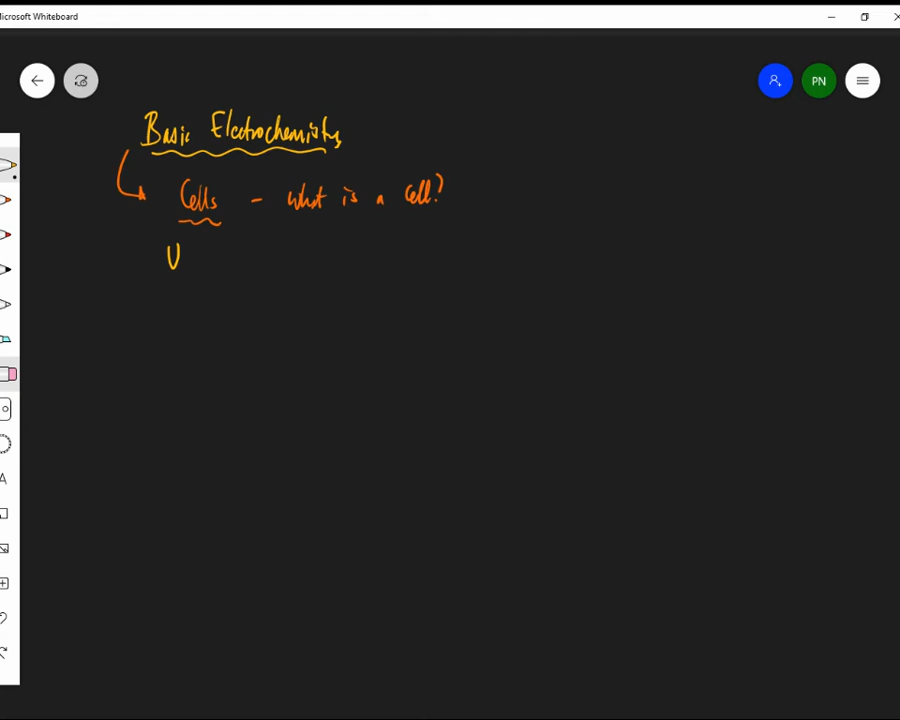 Microsoft Whiteboard
PN
Basic Electrochemistry
Cells - What is a cell?
U